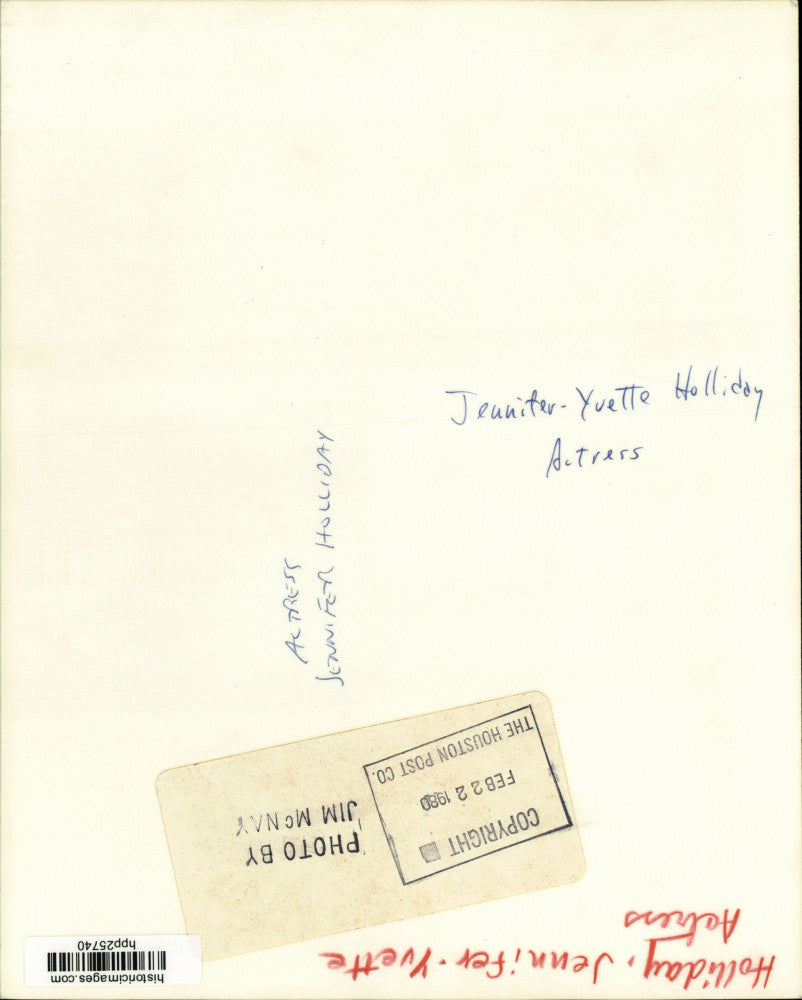 Jennifer-Yvette Holliday
Actress
ACTRESS
JENNIFER HOLLIDAY
COPYRIGHT
FEB 22 1980
THE HOUSTON POST CO.
PHOTO BY
JIM McNAY
Holliday, Jennifer-Yvette
Actress
historicimages.com
hpp25740